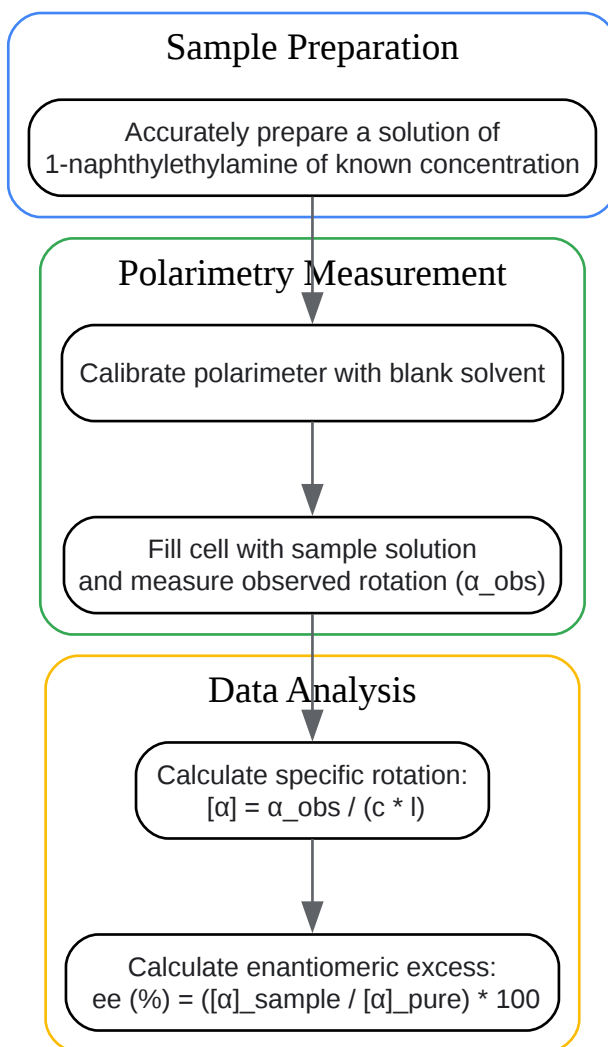 Sample Preparation
Accurately prepare a solution of
1-naphthylethylamine of known concentration
Polarimetry Measurement
Calibrate polarimeter with blank solvent
Fill cell with sample solution
and measure observed rotation (α_obs)
Data Analysis
Calculate specific rotation:
[α] = α_obs / (c * l)
Calculate enantiomeric excess:
ee (%) = ([α]_sample / [α]_pure) * 100